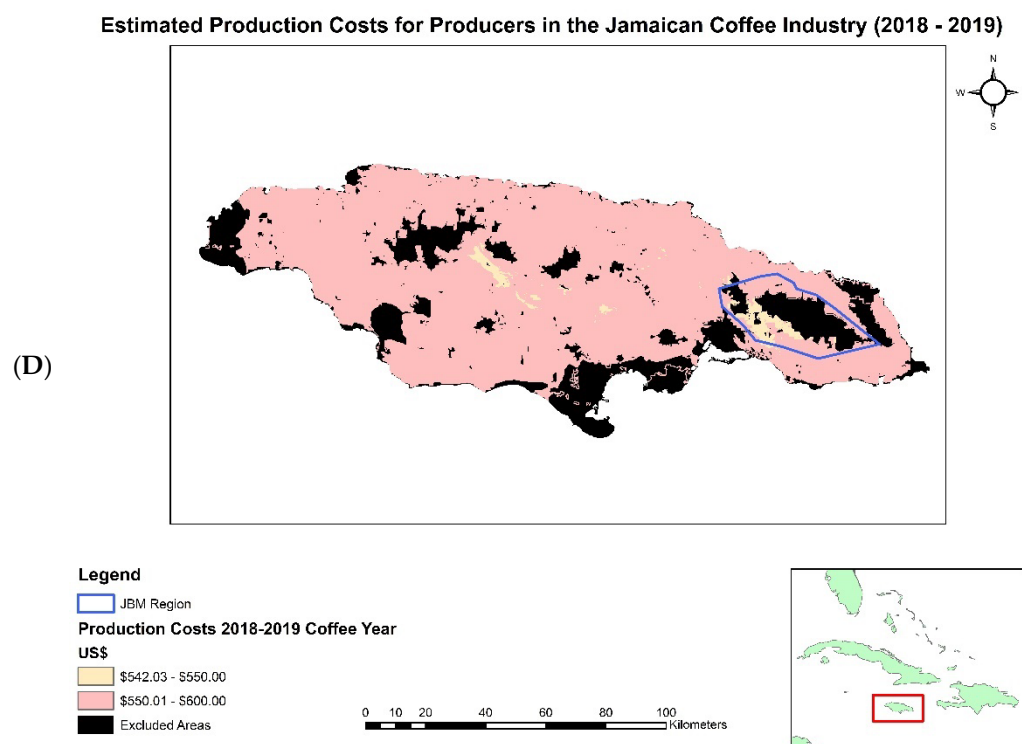 Estimated Production Costs for Producers in the Jamaican Coffee Industry (2018 - 2019)
N
W
S
(D)
Legend
JBM Region
Production Costs 2018-2019 Coffee Year
US$
$542.03 - $550.00
$550.01 - $600.00
Excluded Areas
0 5 10 20 40 60 80 100
Kilometers